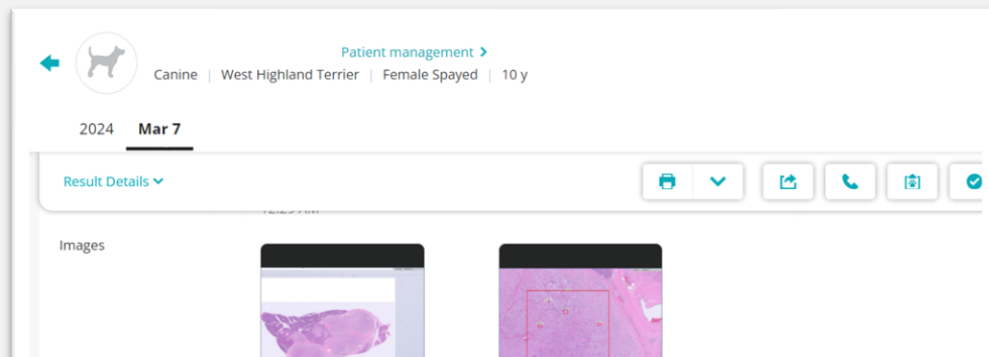 Patient management
Canine | West Highland Terrier | Female Spayed | 10 y
2024 Mar 7
Result Details
Images